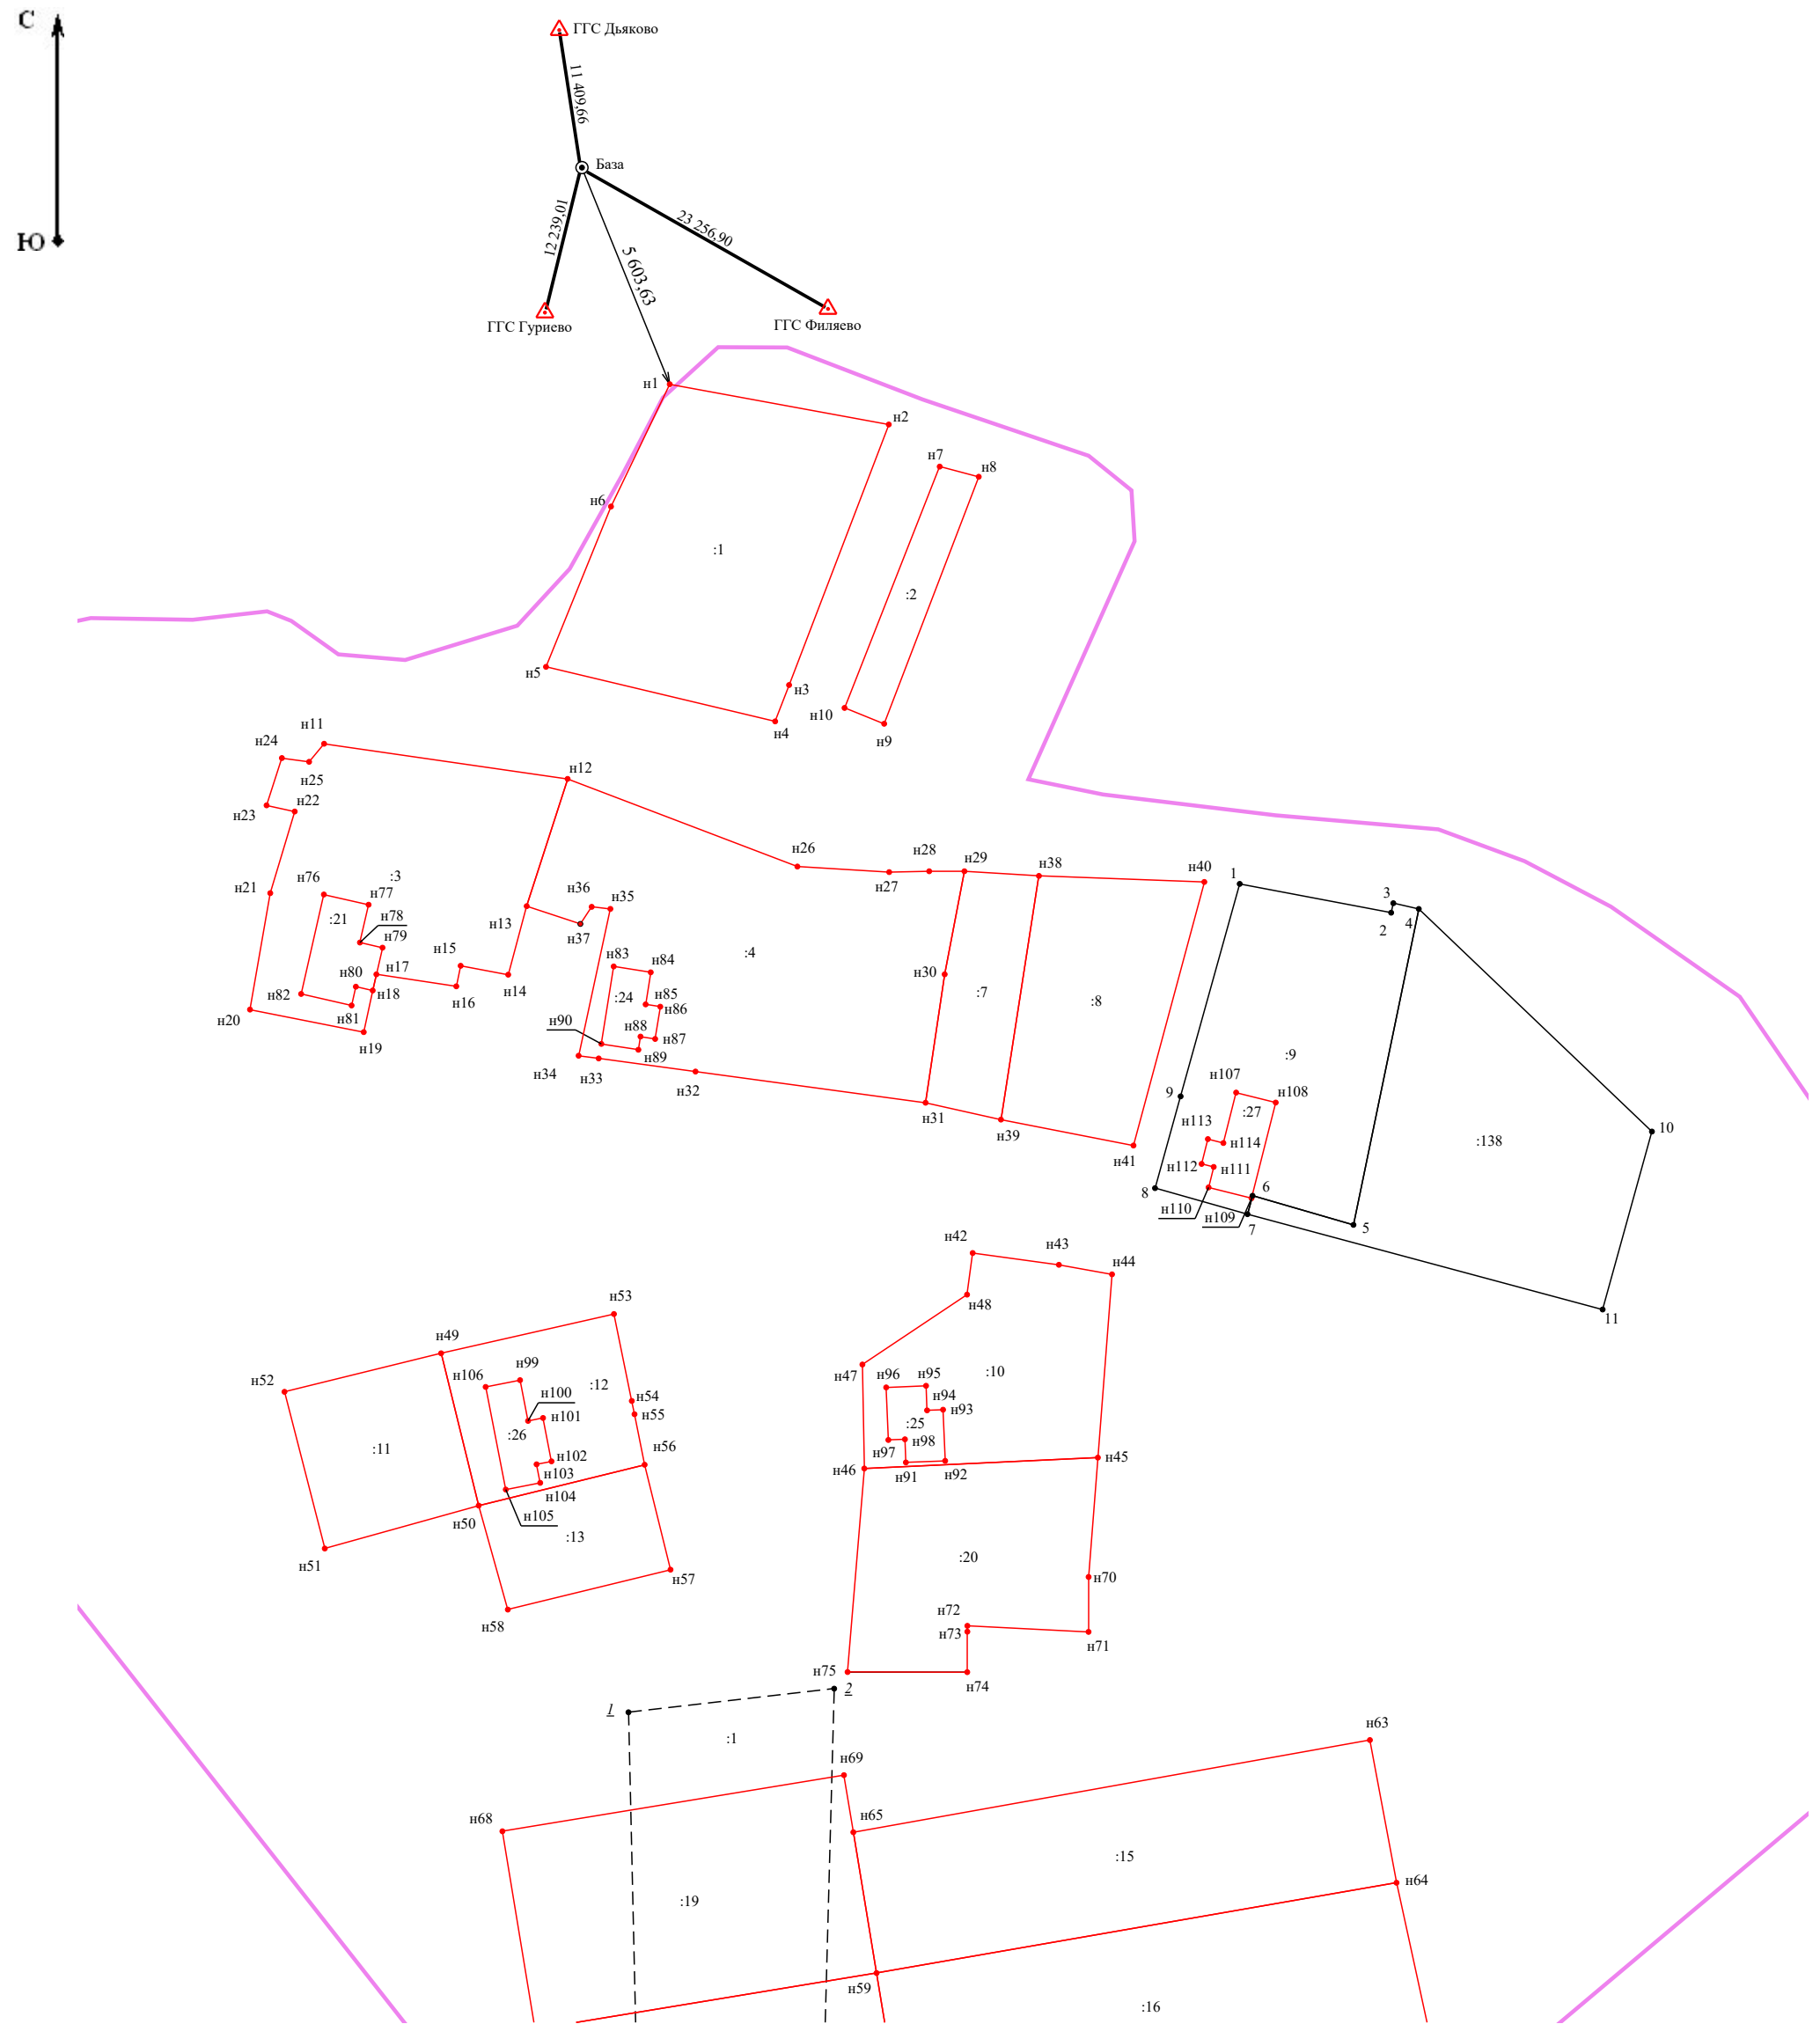 С
ГГС Дьяково
11 409,66
База
12 239,01
23 256,90
5 603,63
Ю
ГГС Гуриево
ГГС Филяево
н1
н2
н7
н8
н6
:1
:2
н5
н3
н10
н4
н9
н11
н24
н25
н12
н22
н23
н26
н28
н29
н38
н40
н27
1
3
2
4
н76
:3
н77
н21
:21
н78
н79
н36
н35
н13
н37
н15
:4
н83
н84
н80
н17
н30
:7
:8
н82
н18
н16
н14
:24
н85
н86
н20
н81
н90
н88
н87
н19
н89
н34
н33
н32
:9
н31
н39
9
н107
н108
:27
10
н113
н114
:138
н41
н112
н111
8
6
н110
н109
7
5
н42
н43
н44
н48
н53
11
н49
н47
:10
н52
н106
н99
:12
н96
н95
н100
н54
н94
н93
н101
н55
:25
:26
:11
н98
н97
н56
н102
н45
н46
н103
н91
н92
н104
н50
н105
:13
н51
:20
н57
н70
н58
н72
н73
н71
н75
н74
2
1
:1
н63
н69
н68
н65
:15
н64
:19
н59
:16